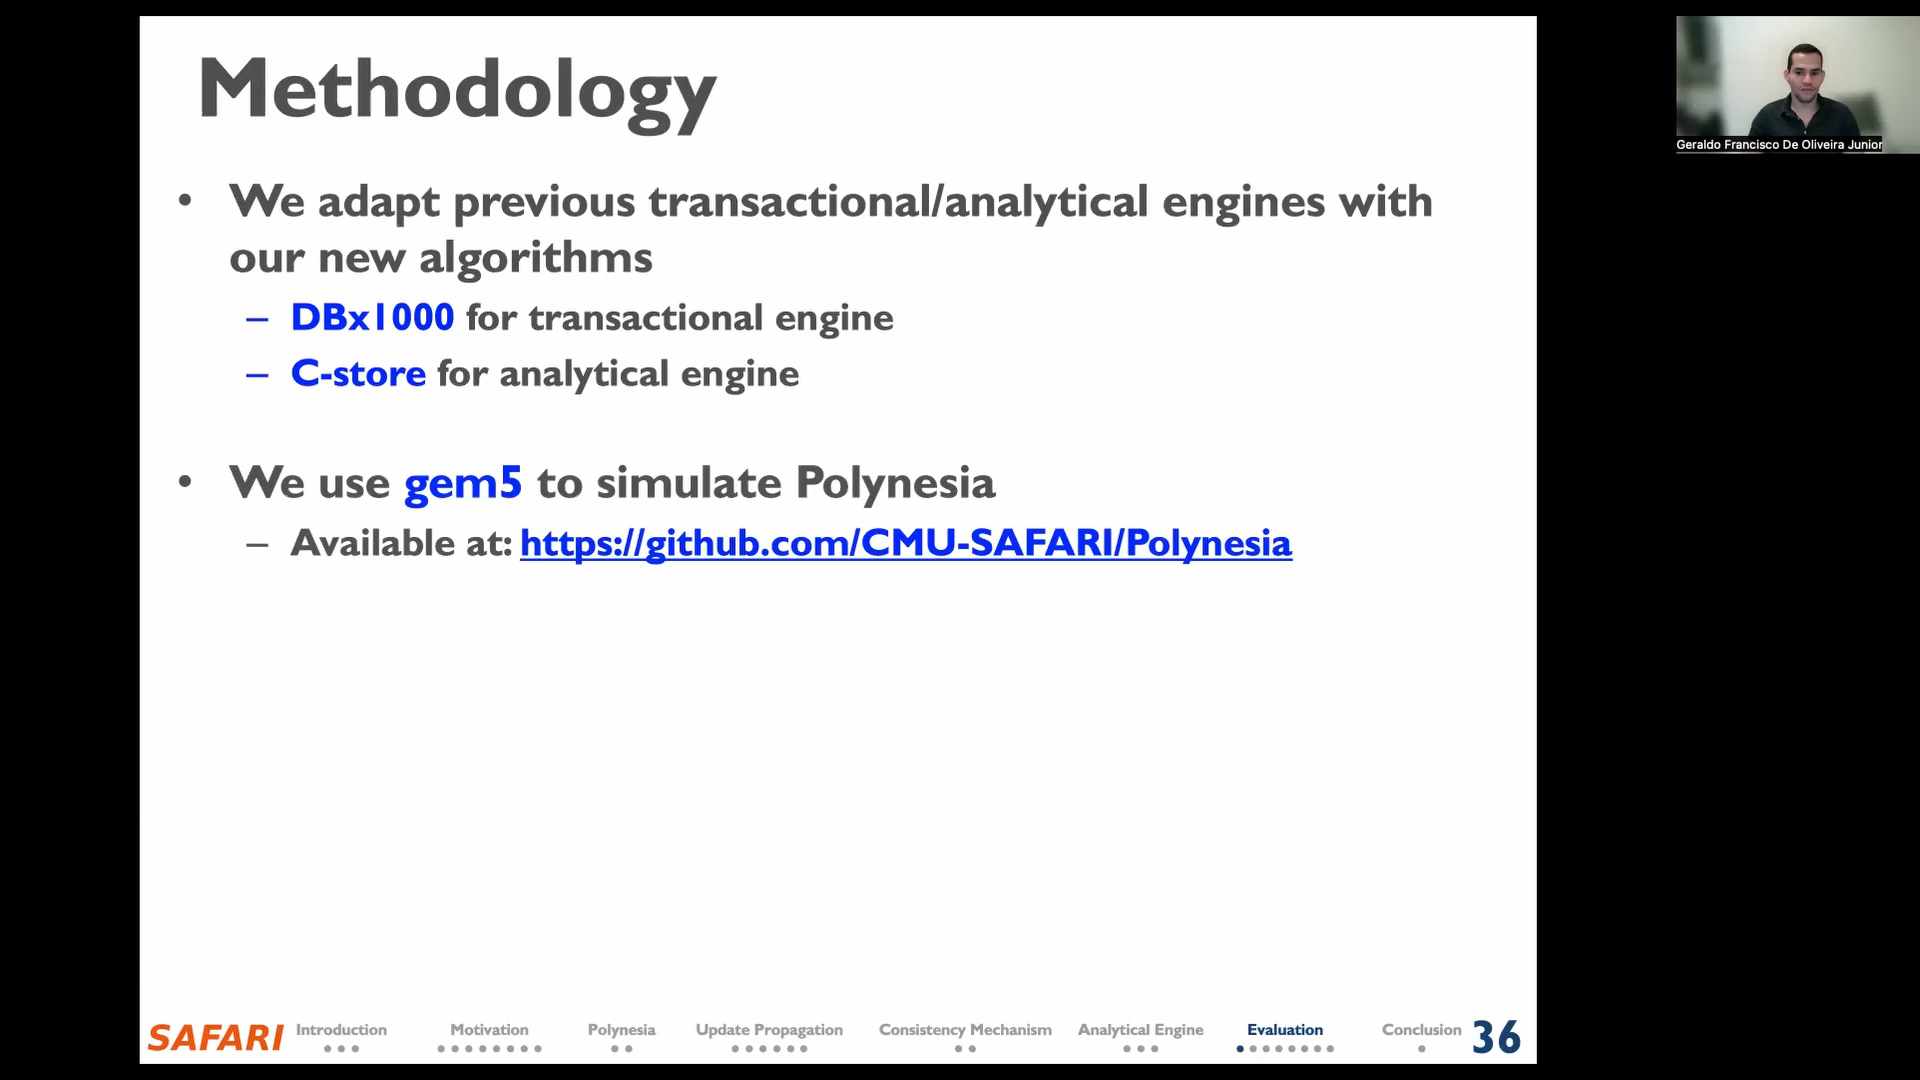 Methodology
• We adapt previous transactional/analytical engines with
our new algorithms
– DBx1000 for transactional engine
– C-store for analytical engine
• We use gem5 to simulate Polynesia
– Available at: https://github.com/CMU-SAFARI/Polynesia
SAFARI Introduction Motivation Polynesia Update Propagation Consistency Mechanism Analytical Engine Evaluation Conclusion 36
Geraldo Francisco De Oliveira Junior